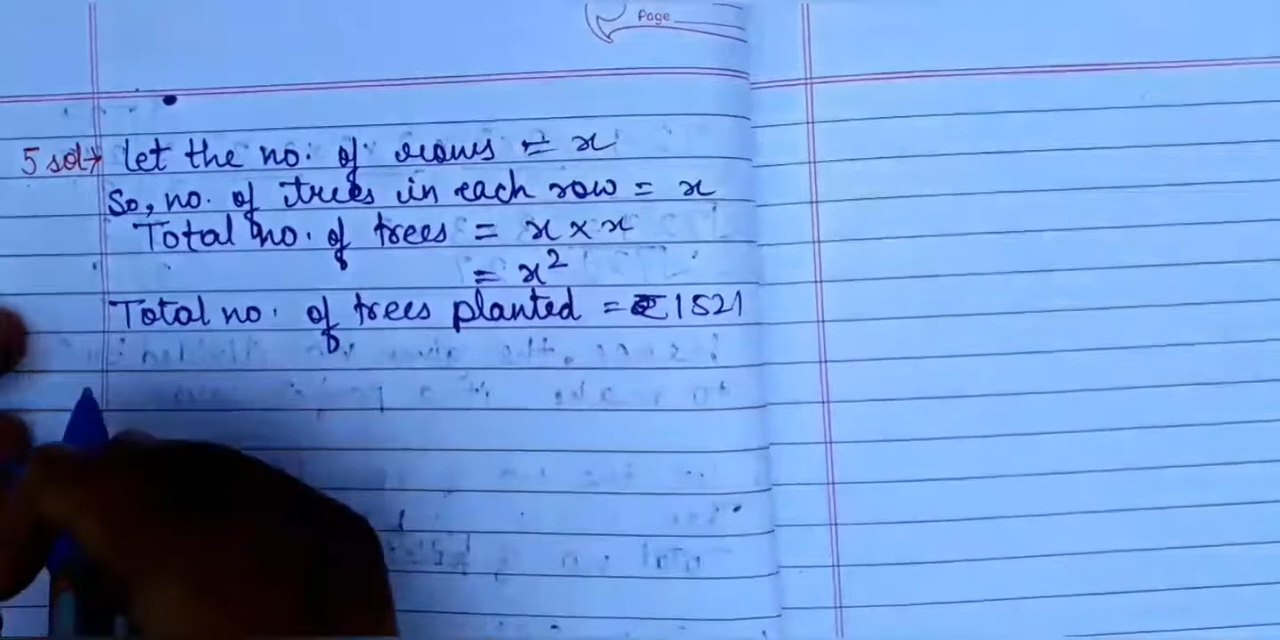 Page
5 sol→ let the no. of rows = x
So, no. of trees in each row = x
Total no. of trees = x × x
= x²
Total no. of trees planted = 1521